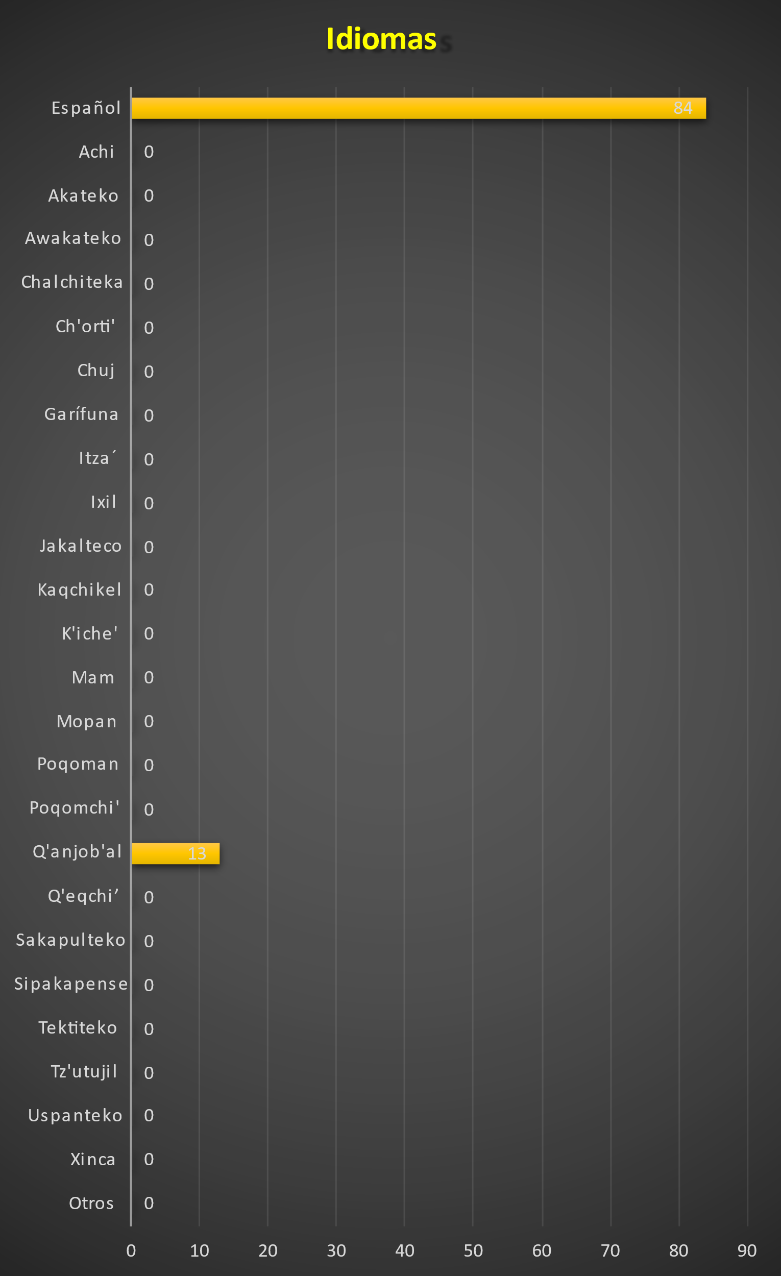 Idiomas
Español 84
Achi 0
Akateko 0
Awakateko 0
Chalchiteka 0
Ch'orti' 0
Chuj 0
Garífuna 0
Itza´ 0
Ixil 0
Jakalteco 0
Kaqchikel 0
K'iche' 0
Mam 0
Mopan 0
Poqoman 0
Poqomchi' 0
Q'anjob'al 13
Q'eqchi’ 0
Sakapulteko 0
Sipakapense 0
Tektiteko 0
Tz'utujil 0
Uspanteko 0
Xinca 0
Otros 0
0 10 20 30 40 50 60 70 80 90